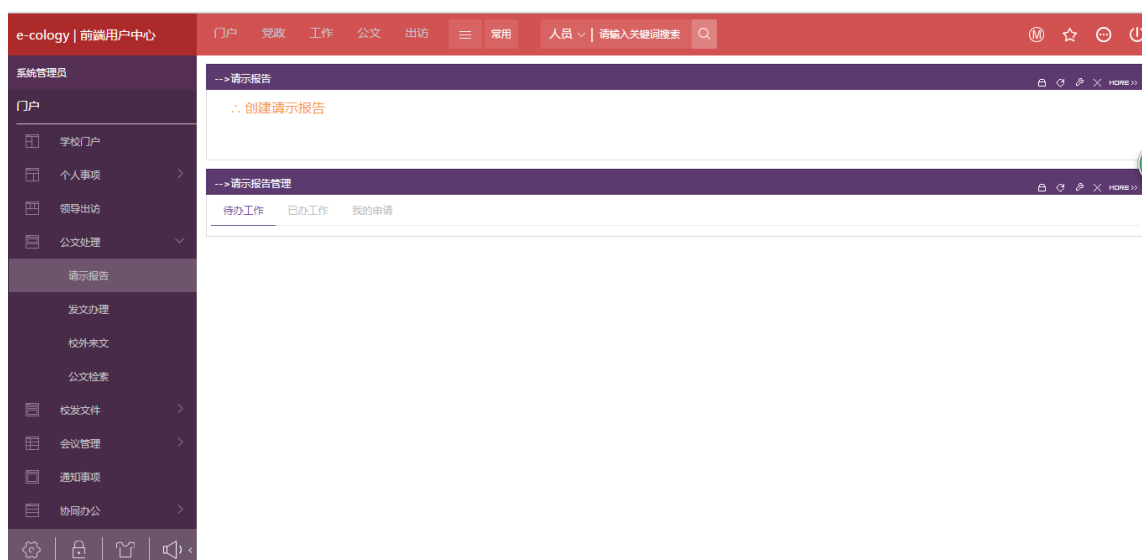 e-cology | 前端用户中心
门户 党政 工作 公文 出访 常用 人员 请输入关键词搜索
M
系统管理员
门户
学校门户
个人事项
领导出访
公文处理
请示报告
发文办理
校外来文
公文检索
校发文件
会议管理
通知事项
协同办公
-->请示报告
MORE>>
∴ 创建请示报告
-->请示报告管理
MORE>>
待办工作 已办工作 我的申请